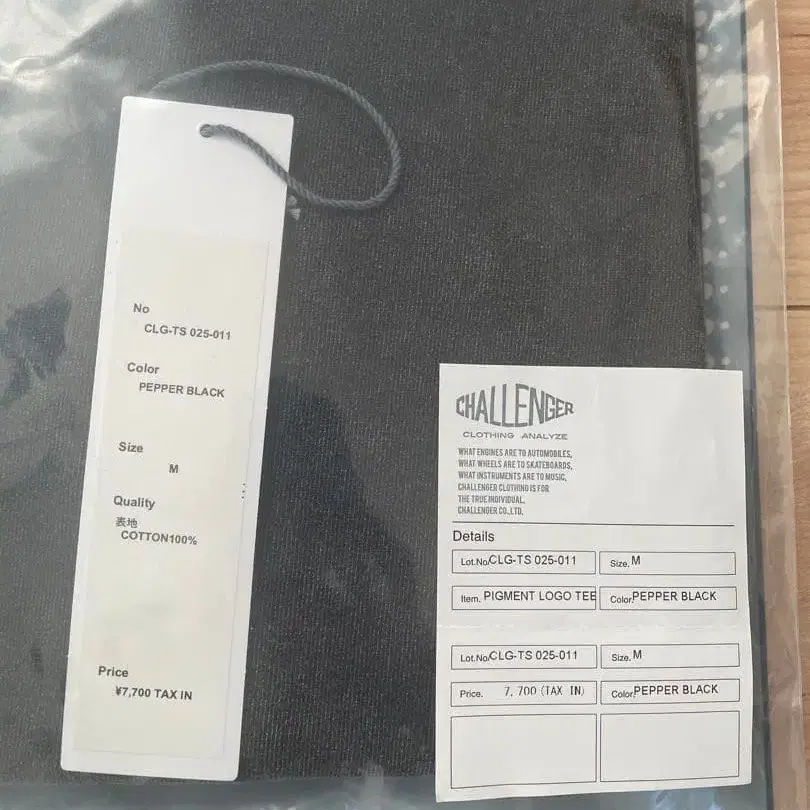 No
CLG-TS 025-011
Color
PEPPER BLACK
Size
M
Quality
表地
COTTON100%
Price
¥7,700 TAX IN
CHALLENGER
CLOTHING ANALYZE
WHAT ENGINES ARE TO AUTOMOBILES,
WHAT WHEELS ARE TO SKATEBOARDS,
WHAT INSTRUMENTS ARE TO MUSIC,
CHALLENGER CLOTHING IS FOR
THE TRUE INDIVIDUAL.
CHALLENGER CO.,LTD.
Details
Lot.No/CLG-TS 025-011 Size. M
Item. PIGMENT LOGO TEE Color. PEPPER BLACK
Lot.No/CLG-TS 025-011 Size. M
Price. 7,700 (TAX IN) Color. PEPPER BLACK